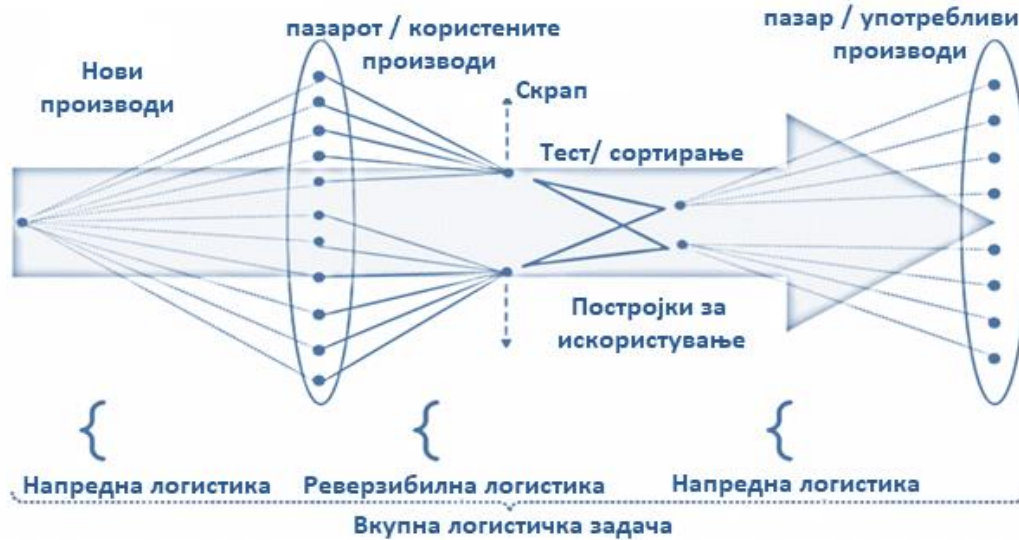 пазарот / користените
производи
пазар / употребливи
производи
Нови
производи
Скрап
Тест/ сортирање
Постројки за
искористување
Напредна логистика
Реверзибилна логистика
Напредна логистика
Вкупна логистичка задача